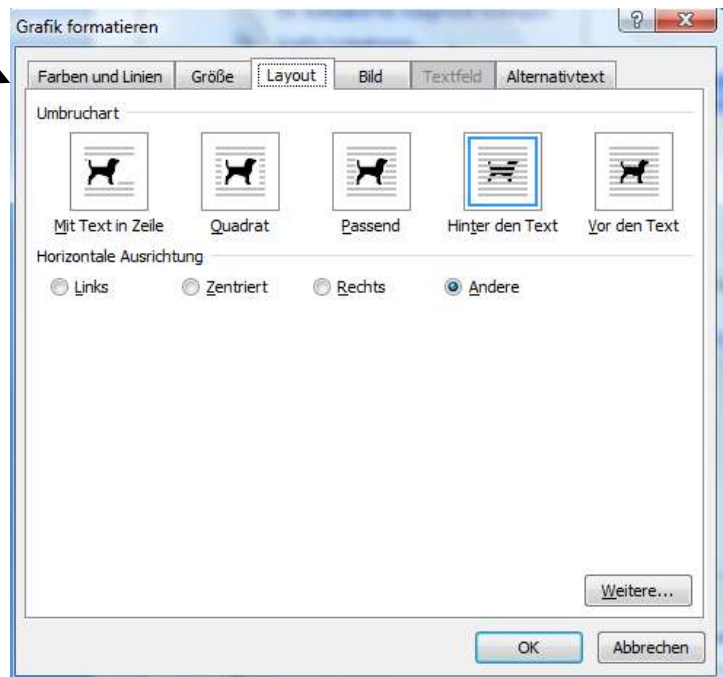 Grafik formatieren
Farben und Linien Größe Layout Bild Textfeld Alternativtext
Umbruchart
Mit Text in Zeile Quadrat Passend Hinter den Text Vor den Text
Horizontale Ausrichtung
Links Zentriert Rechts Andere
Weitere...
OK Abbrechen